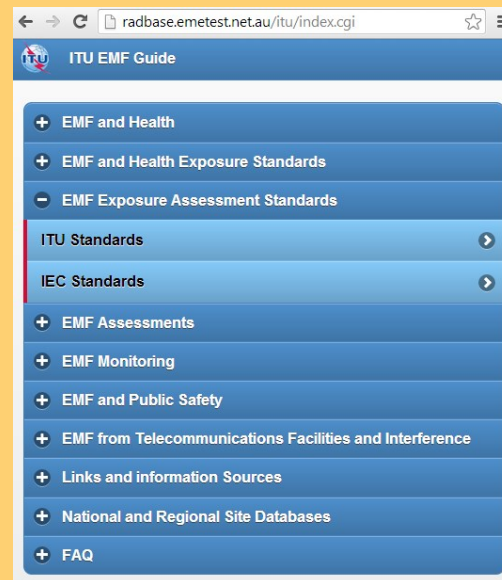 radbase.emetest.net.au/itu/index.cgi
ITU ITU EMF Guide
EMF and Health
EMF and Health Exposure Standards
EMF Exposure Assessment Standards
ITU Standards
IEC Standards
EMF Assessments
EMF Monitoring
EMF and Public Safety
EMF from Telecommunications Facilities and Interference
Links and information Sources
National and Regional Site Databases
FAQ